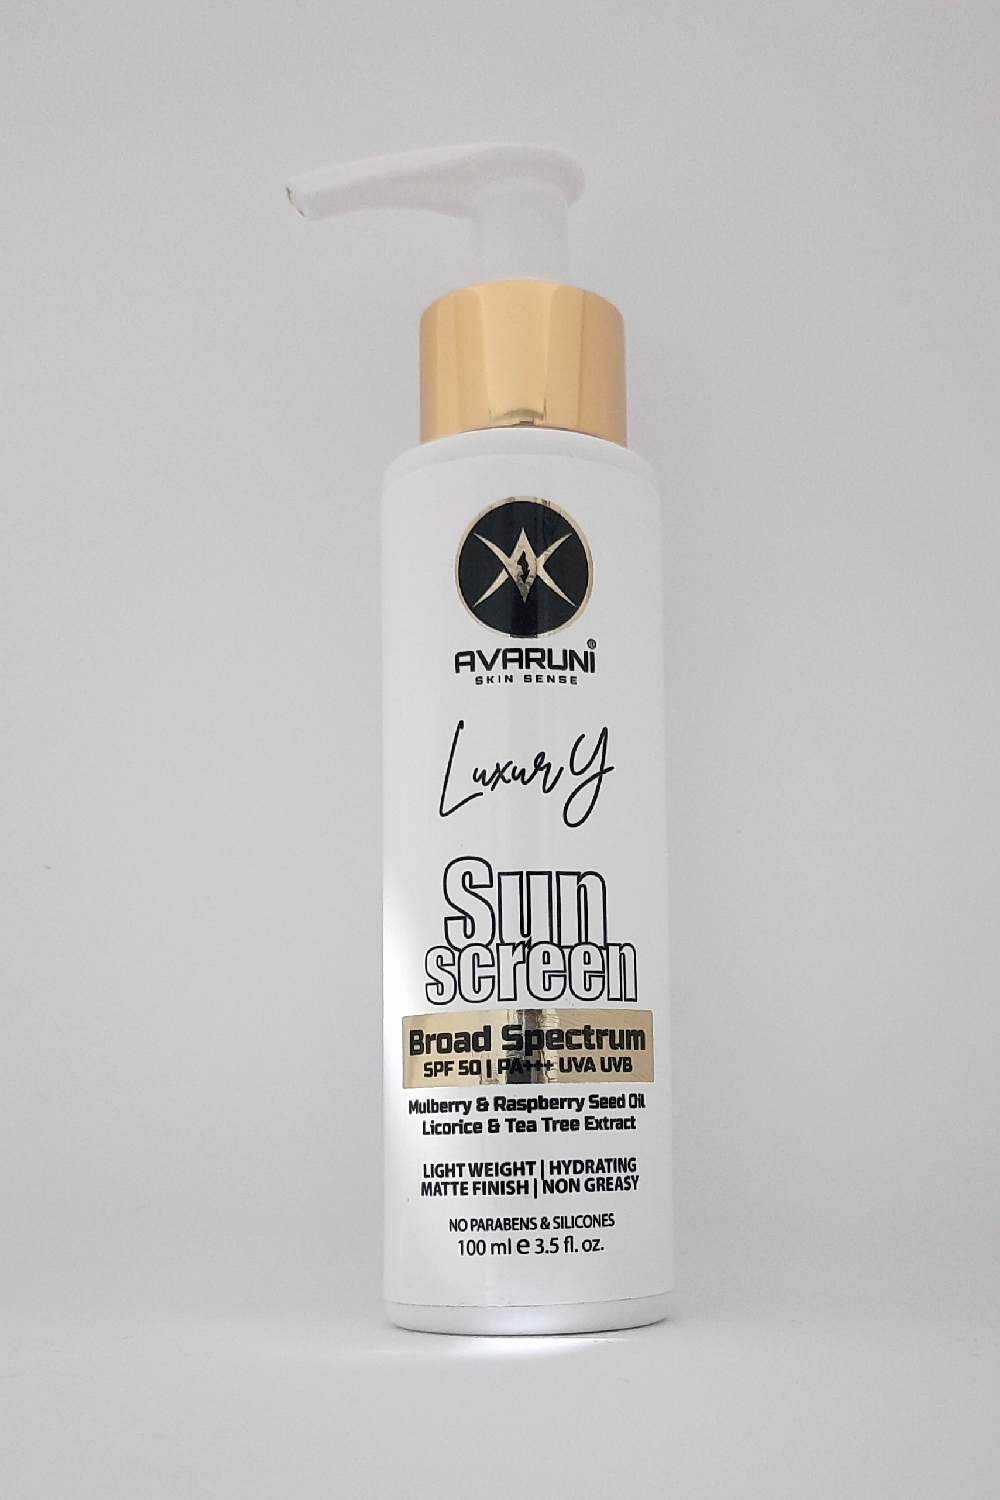 AVARUNI®
SKIN SENSE
Luxury
Sun
screen
Broad Spectrum
SPF 50 | PA+++ UVA UVB
Mulberry & Raspberry Seed Oil
Licorice & Tea Tree Extract
LIGHT WEIGHT | HYDRATING
MATTE FINISH | NON GREASY
NO PARABENS & SILICONES
100 ml e 3.5 fl. oz.